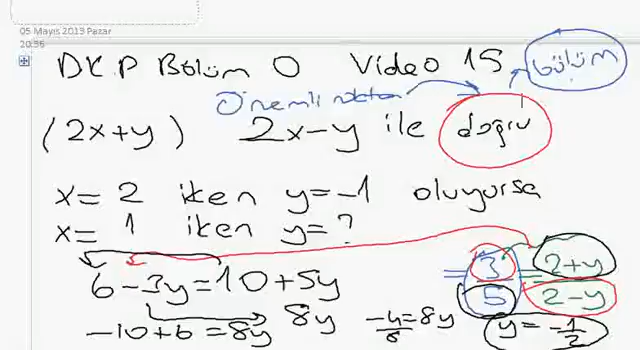 05 Mayıs 2013 Pazar
20:56
DKP Bölüm 0 Video 15 bölüm
Önemli nokta
(2x+y) 2x-y ile doğru
x= 2 iken y=-1 oluyorsa
x= 1 iken y=?
= 3/5 = 2+y/2-y
6-3y=10+5y
-10+6=8y 8y -4/8=8y y=-1/2